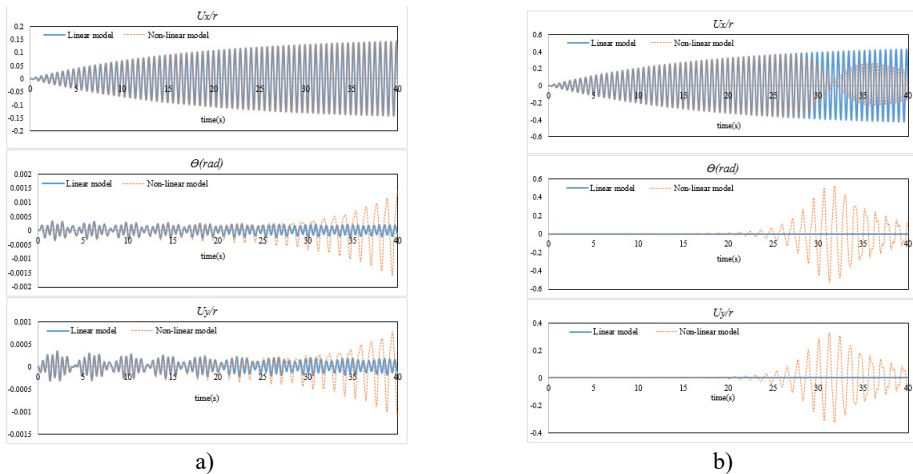 Ux/r
0.2
0.15
0.1
0.05
0
-0.05
-0.1
-0.15
-0.2
Linear model Non-linear model
0 5 10 15 20 25 30 35 40
time(s)
Θ(rad)
0.002
0.0015
0.001
0.0005
0
-0.0005
-0.001
-0.0015
-0.002
Linear model Non-linear model
0 5 10 15 20 25 30 35 40
time(s)
Uy/r
0.001
0.0005
0
-0.0005
-0.001
-0.0015
Linear model Non-linear model
0 5 10 15 20 25 30 35 40
time(s)
a)
Ux/r
0.6
0.4
0.2
0
-0.2
-0.4
-0.6
Linear model Non-linear model
0 5 10 15 20 25 30 35 40
time(s)
Θ(rad)
0.6
0.4
0.2
0
-0.2
-0.4
-0.6
Linear model Non-linear model
0 5 10 15 20 25 30 35 40
time(s)
Uy/r
0.4
0.2
0
-0.2
-0.4
Linear model Non-linear model
0 5 10 15 20 25 30 35 40
time(s)
b)